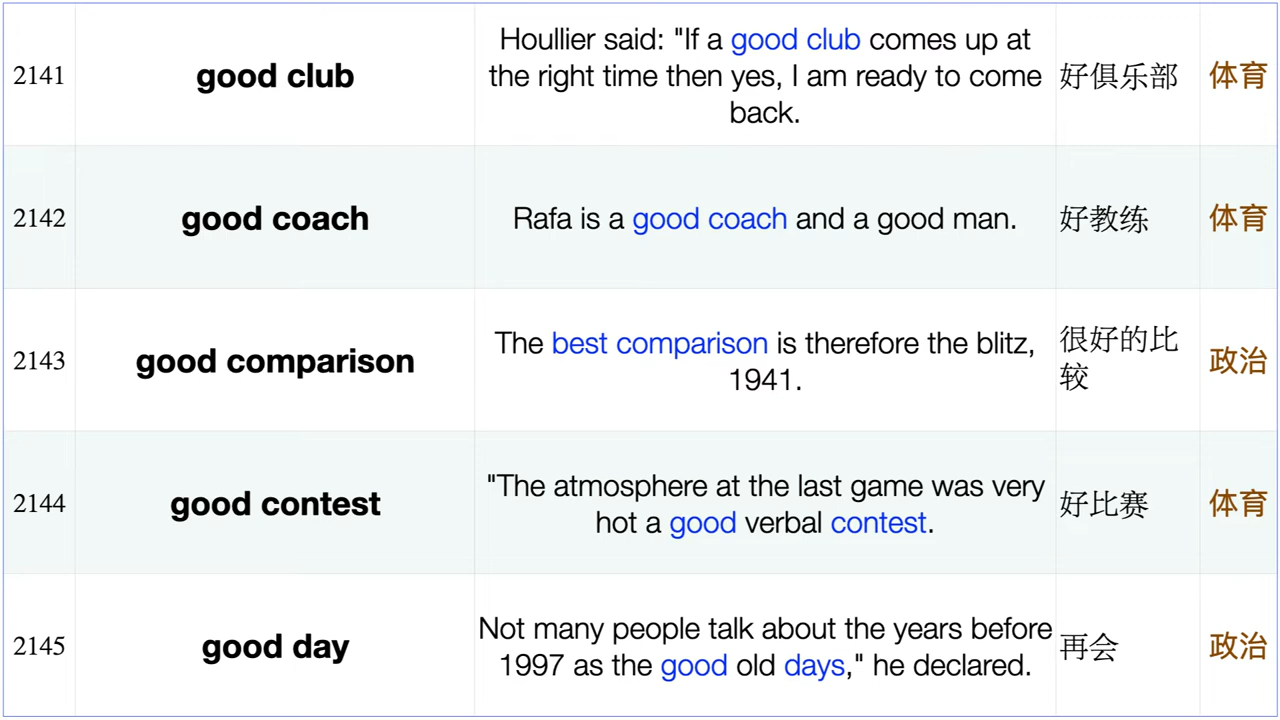 2141
good club
Houllier said: "If a good club comes up at
the right time then yes, I am ready to come
back.
好俱乐部
体育
2142
good coach
Rafa is a good coach and a good man.
好教练
体育
2143
good comparison
The best comparison is therefore the blitz,
1941.
很好的比
较
政治
2144
good contest
"The atmosphere at the last game was very
hot a good verbal contest.
好比赛
体育
2145
good day
Not many people talk about the years before
1997 as the good old days," he declared.
再会
政治